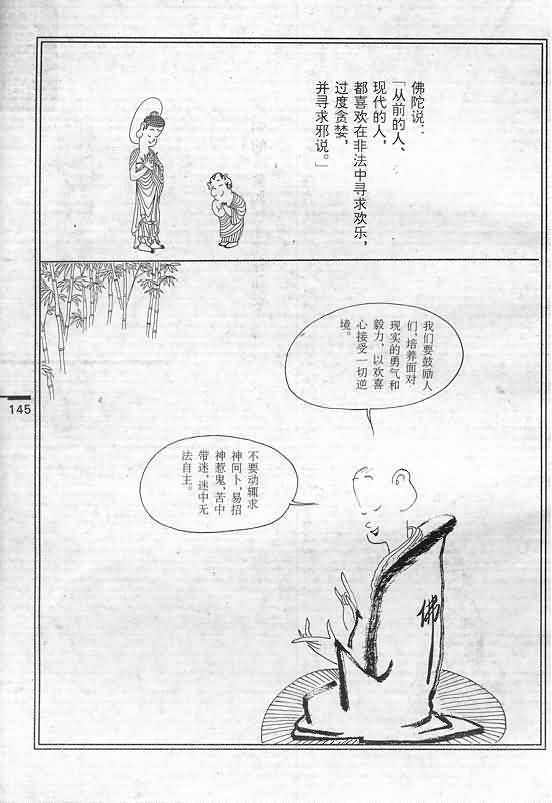 佛陀说：
「从前的人、
现代的人，
都喜欢在非法中寻求欢乐，
过度贪婪，
并寻求邪说。」
我们要鼓励人
们，培养面对
现实的勇气和
毅力，以欢喜
心接受一切逆
境。
不要动辄求
神问卜，易招
神惹鬼，苦中
带迷，迷中无
法自主。
佛
145